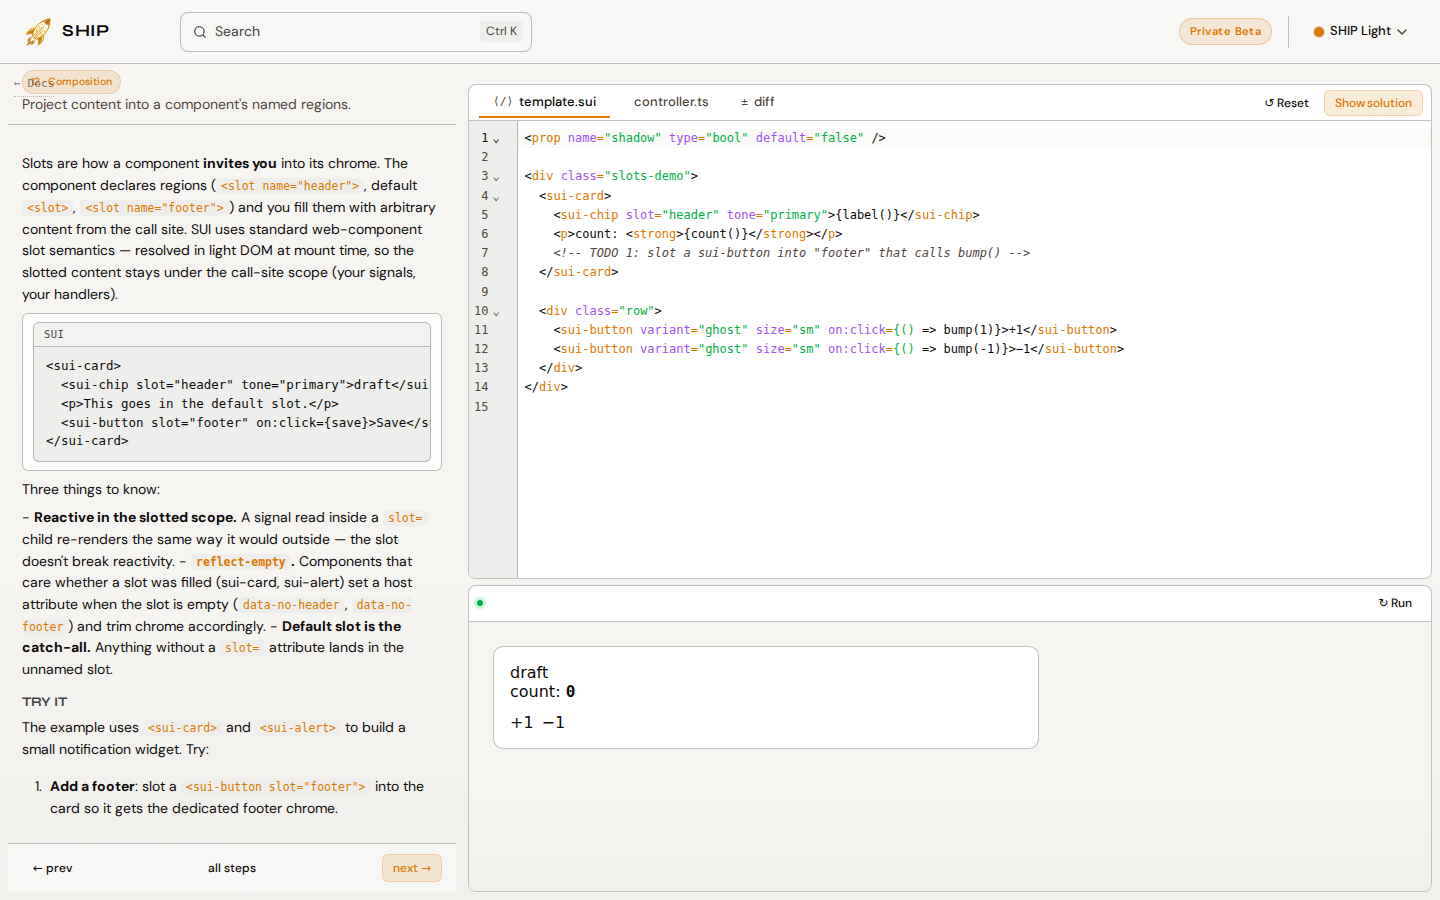 SHIP
Search
Ctrl K
Private Beta
SHIP Light
← Docs
12 · Composition
Project content into a component's named regions.
Slots are how a component invites you into its chrome. The
component declares regions ( <slot name="header"> , default
<slot> , <slot name="footer"> ) and you fill them with arbitrary
content from the call site. SUI uses standard web-component
slot semantics — resolved in light DOM at mount time, so the
slotted content stays under the call-site scope (your signals,
your handlers).
SUI
<sui-card>
  <sui-chip slot="header" tone="primary">draft</sui
  <p>This goes in the default slot.</p>
  <sui-button slot="footer" on:click={save}>Save</s
</sui-card>
Three things to know:
– Reactive in the slotted scope. A signal read inside a slot=
child re-renders the same way it would outside — the slot
doesn't break reactivity. – reflect-empty . Components that
care whether a slot was filled (sui-card, sui-alert) set a host
attribute when the slot is empty ( data-no-header , data-no-
footer ) and trim chrome accordingly. – Default slot is the
catch-all. Anything without a slot= attribute lands in the
unnamed slot.
TRY IT
The example uses <sui-card> and <sui-alert> to build a
small notification widget. Try:
1. Add a footer: slot a <sui-button slot="footer"> into the
card so it gets the dedicated footer chrome.
← prev
all steps
next →
⟨/⟩ template.sui
controller.ts
± diff
↺ Reset
Show solution
1 <prop name="shadow" type="bool" default="false" />
2
3 <div class="slots-demo">
4   <sui-card>
5     <sui-chip slot="header" tone="primary">{label()}</sui-chip>
6     <p>count: <strong>{count()}</strong></p>
7     <!-- TODO 1: slot a sui-button into "footer" that calls bump() -->
8   </sui-card>
9
10   <div class="row">
11     <sui-button variant="ghost" size="sm" on:click={() => bump(1)}>+1</sui-button>
12     <sui-button variant="ghost" size="sm" on:click={() => bump(-1)}>−1</sui-button>
13   </div>
14 </div>
15
↻ Run
draft
count: 0
+1 −1